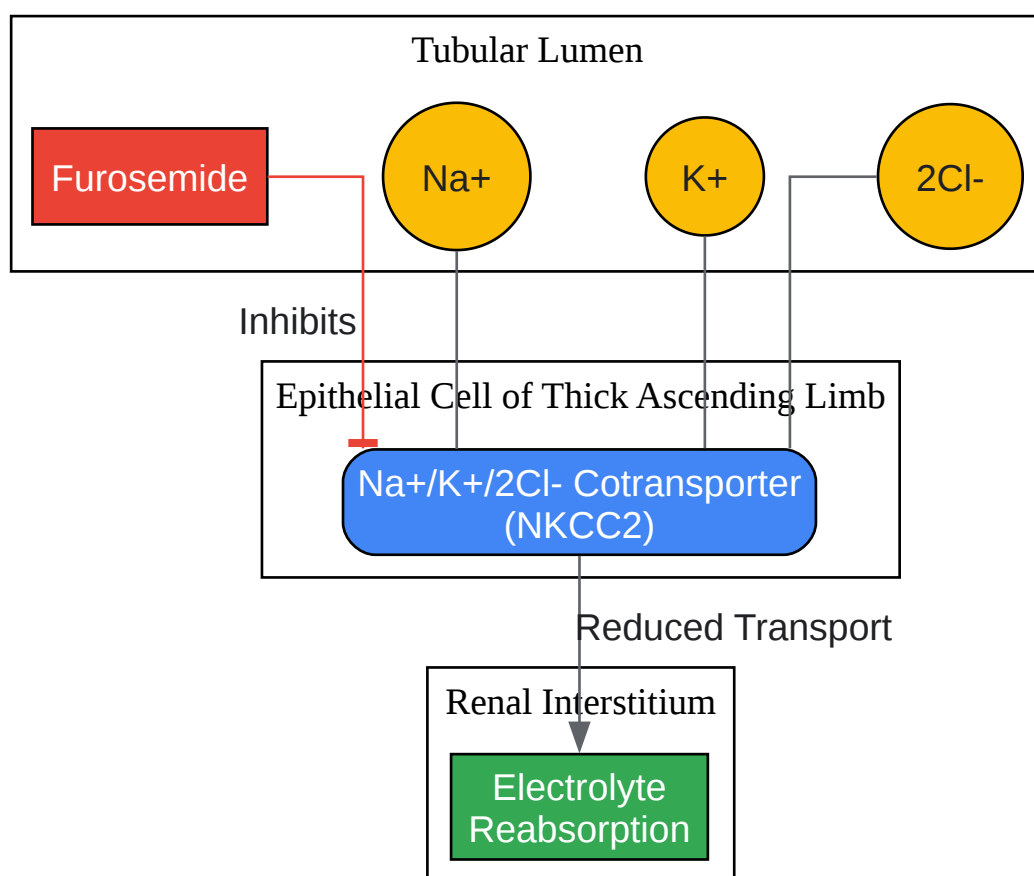 Tubular Lumen
Furosemide
Na+
K+
2Cl-
Inhibits
Epithelial Cell of Thick Ascending Limb
Na+/K+/2Cl- Cotransporter
(NKCC2)
Reduced Transport
Renal Interstitium
Electrolyte
Reabsorption